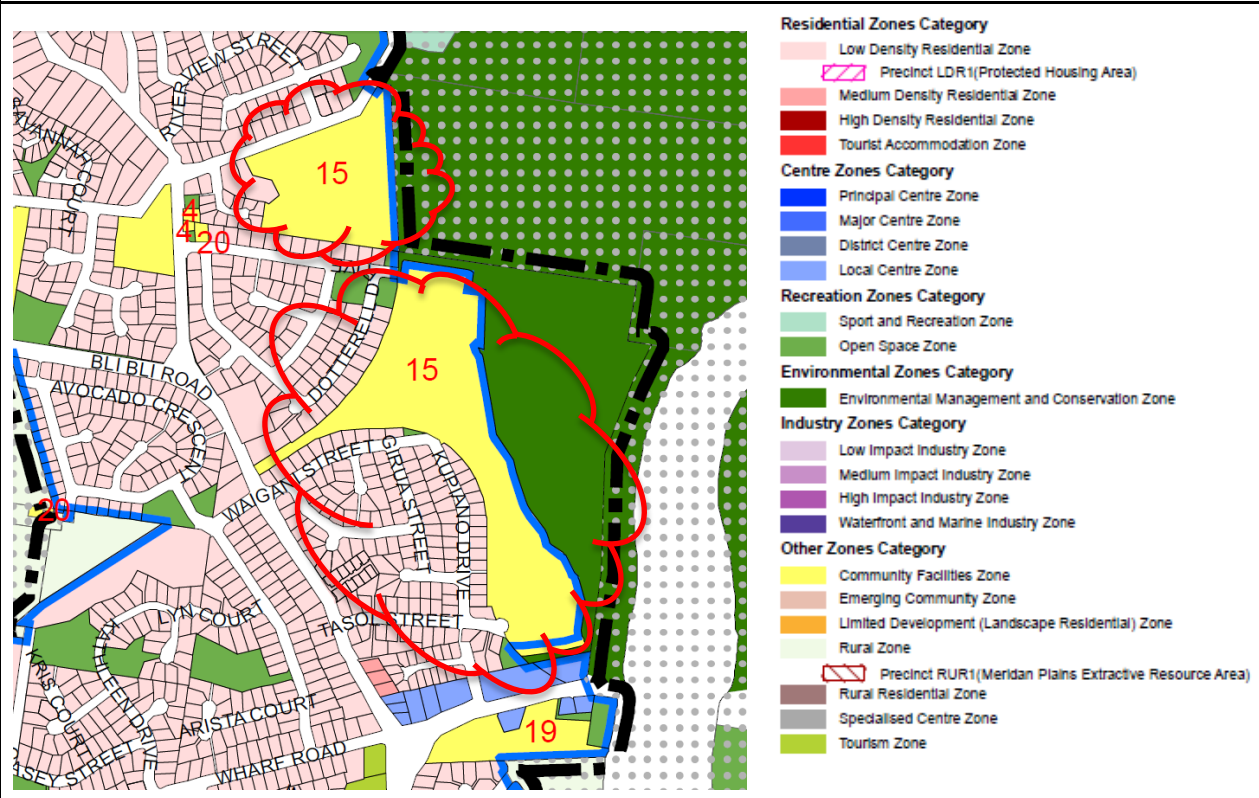 RIVERVIEW STREET
SAVANNAH COURT
15
4
4
20
DOTTERELL D
15
BLI BLI ROAD
AVOCADO CRESCENT
WAIGANI STREET
GIRUA STREET
KUPIANO DRIVE
20
LYN COURT
TASOL STREET
KATHLEEN DRIVE
KRIS COURT
ARISTA COURT
19
WHARF ROAD
ASEY STREET
Residential Zones Category
Low Density Residential Zone
Precinct LDR1(Protected Housing Area)
Medium Density Residential Zone
High Density Residential Zone
Tourist Accommodation Zone
Centre Zones Category
Principal Centre Zone
Major Centre Zone
District Centre Zone
Local Centre Zone
Recreation Zones Category
Sport and Recreation Zone
Open Space Zone
Environmental Zones Category
Environmental Management and Conservation Zone
Industry Zones Category
Low Impact Industry Zone
Medium Impact Industry Zone
High Impact Industry Zone
Waterfront and Marine Industry Zone
Other Zones Category
Community Facilities Zone
Emerging Community Zone
Limited Development (Landscape Residential) Zone
Rural Zone
Precinct RUR1(Meridan Plains Extractive Resource Area)
Rural Residential Zone
Specialised Centre Zone
Tourism Zone